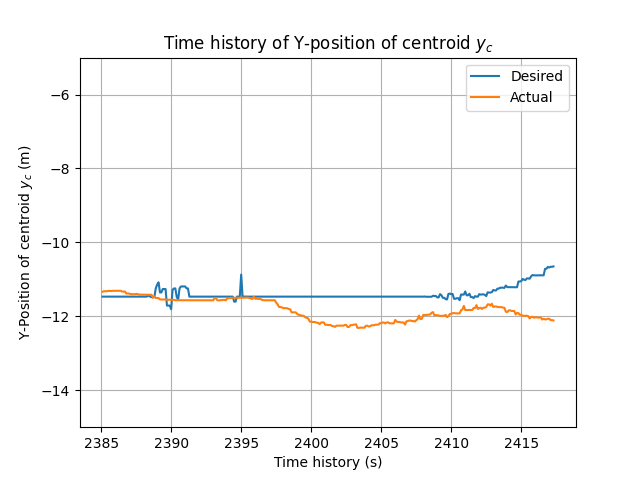 Time history of Y-position of centroid y_c
Desired
Actual
Y-Position of centroid y_c (m)
−6
−8
−10
−12
−14
2385 2390 2395 2400 2405 2410 2415
Time history (s)